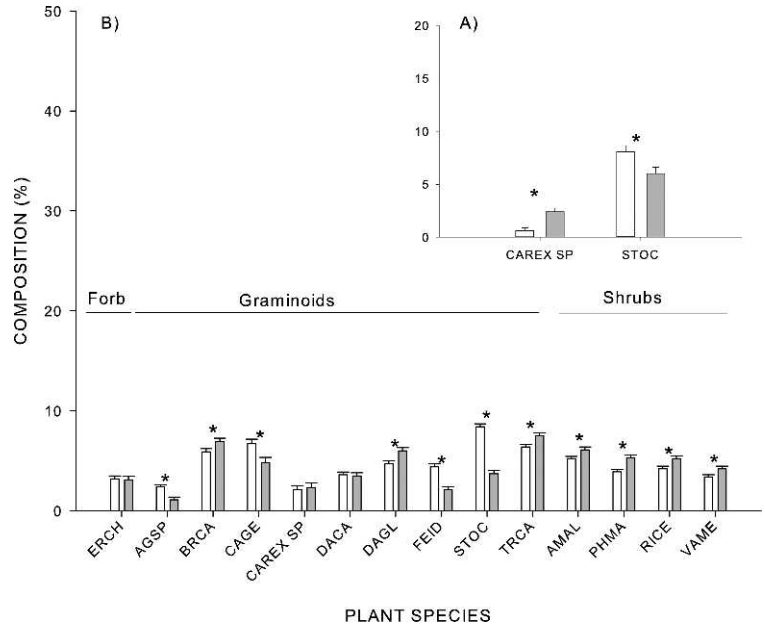 B)
A)
COMPOSITION (%)
50
40
30
20
10
0
20
15
10
5
0
CAREX SP
STOC
*
*
Forb
Graminoids
Shrubs
*
*
*
*
*
*
*
*
*
*
*
ERCH
AGSP
BRCA
CAGE
CAREX SP
DACA
DAGL
FEID
STOC
TRCA
AMAL
PHMA
RICE
VAME
PLANT SPECIES